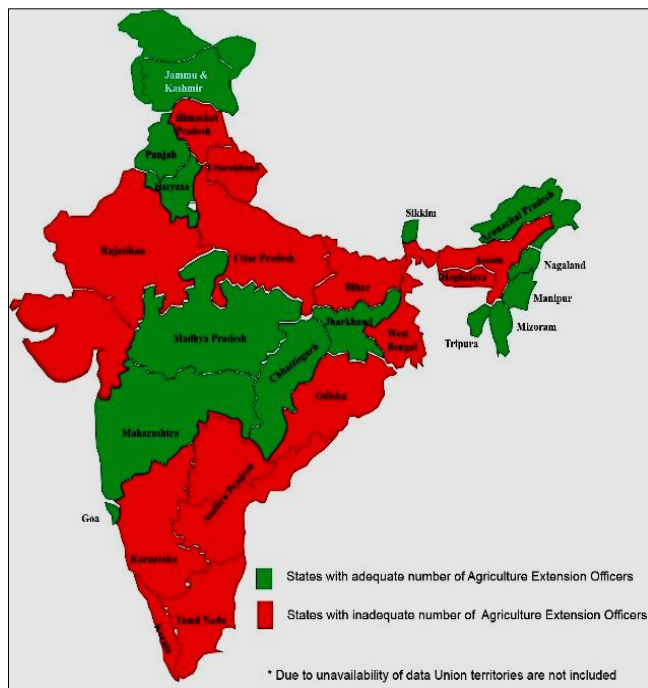 Jammu &
Kashmir
Himachal
Pradesh
Punjab
Uttarakhand
Haryana
Sikkim
Arunachal Pradesh
Rajasthan
Uttar Pradesh
Assam
Nagaland
Bihar
Meghalaya
Manipur
Jharkhand
Madhya Pradesh
West
Bengal
Mizoram
Tripura
Chhattisgarh
Odisha
Maharashtra
Andhra Pradesh
Goa
Karnataka
States with adequate number of Agriculture Extension Officers
States with inadequate number of Agriculture Extension Officers
Tamil Nadu
Kerala
* Due to unavailability of data Union territories are not included